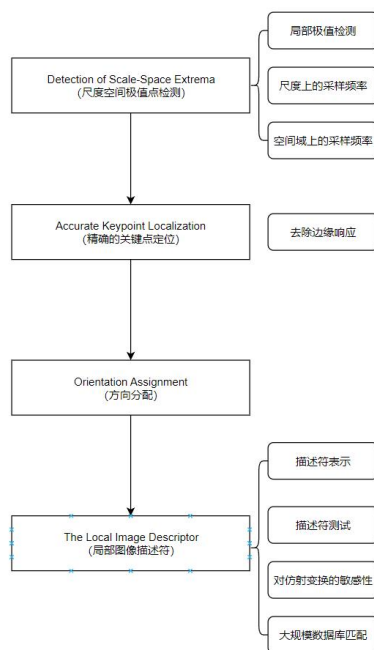 局部极值检测
Detection of Scale-Space Extrema
(尺度空间极值点检测)
尺度上的采样频率
空间域上的采样频率
Accurate Keypoint Localization
(精确的关键点定位)
去除边缘响应
Orientation Assignment
(方向分配)
描述符表示
The Local Image Descriptor
(局部图像描述符)
描述符测试
对仿射变换的敏感性
大规模数据库匹配